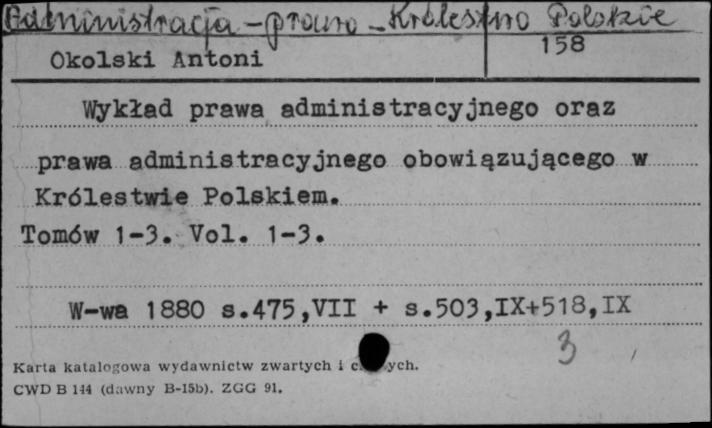 Administracja - prawo - Królestwo Polskie
158
Okolski Antoni
Wykład prawa administracyjnego oraz
prawa administracyjnego obowiązującego w
Królestwie Polskiem.
Tomów 1-3. Vol. 1-3.
W-wa 1880 s.475,VII + s.503,IX+518,IX
3
Karta katalogowa wydawnictw zwartych i
CWD B 144 (dawny B-15b). ZGG 91.